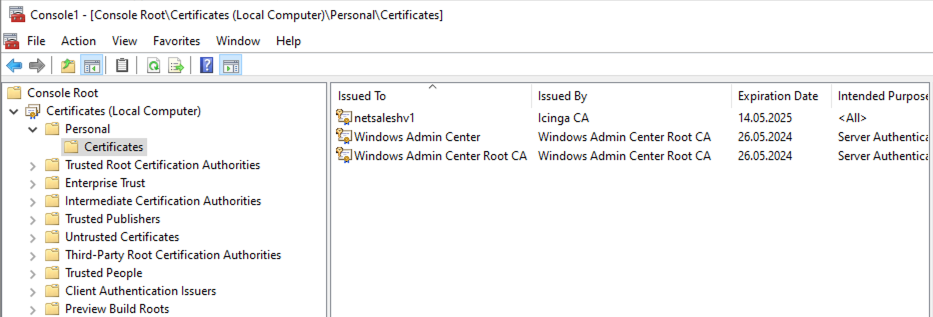 Console1 - [Console Root\Certificates (Local Computer)\Personal\Certificates]
File Action View Favorites Window Help
Console Root
Certificates (Local Computer)
Personal
Certificates
Trusted Root Certification Authorities
Enterprise Trust
Intermediate Certification Authorities
Trusted Publishers
Untrusted Certificates
Third-Party Root Certification Authorities
Trusted People
Client Authentication Issuers
Preview Build Roots
Issued To Issued By Expiration Date Intended Purpose
netsaleshv1 Icinga CA 14.05.2025 <All>
Windows Admin Center Windows Admin Center Root CA 26.05.2024 Server Authentica
Windows Admin Center Root CA Windows Admin Center Root CA 26.05.2024 Server Authentica